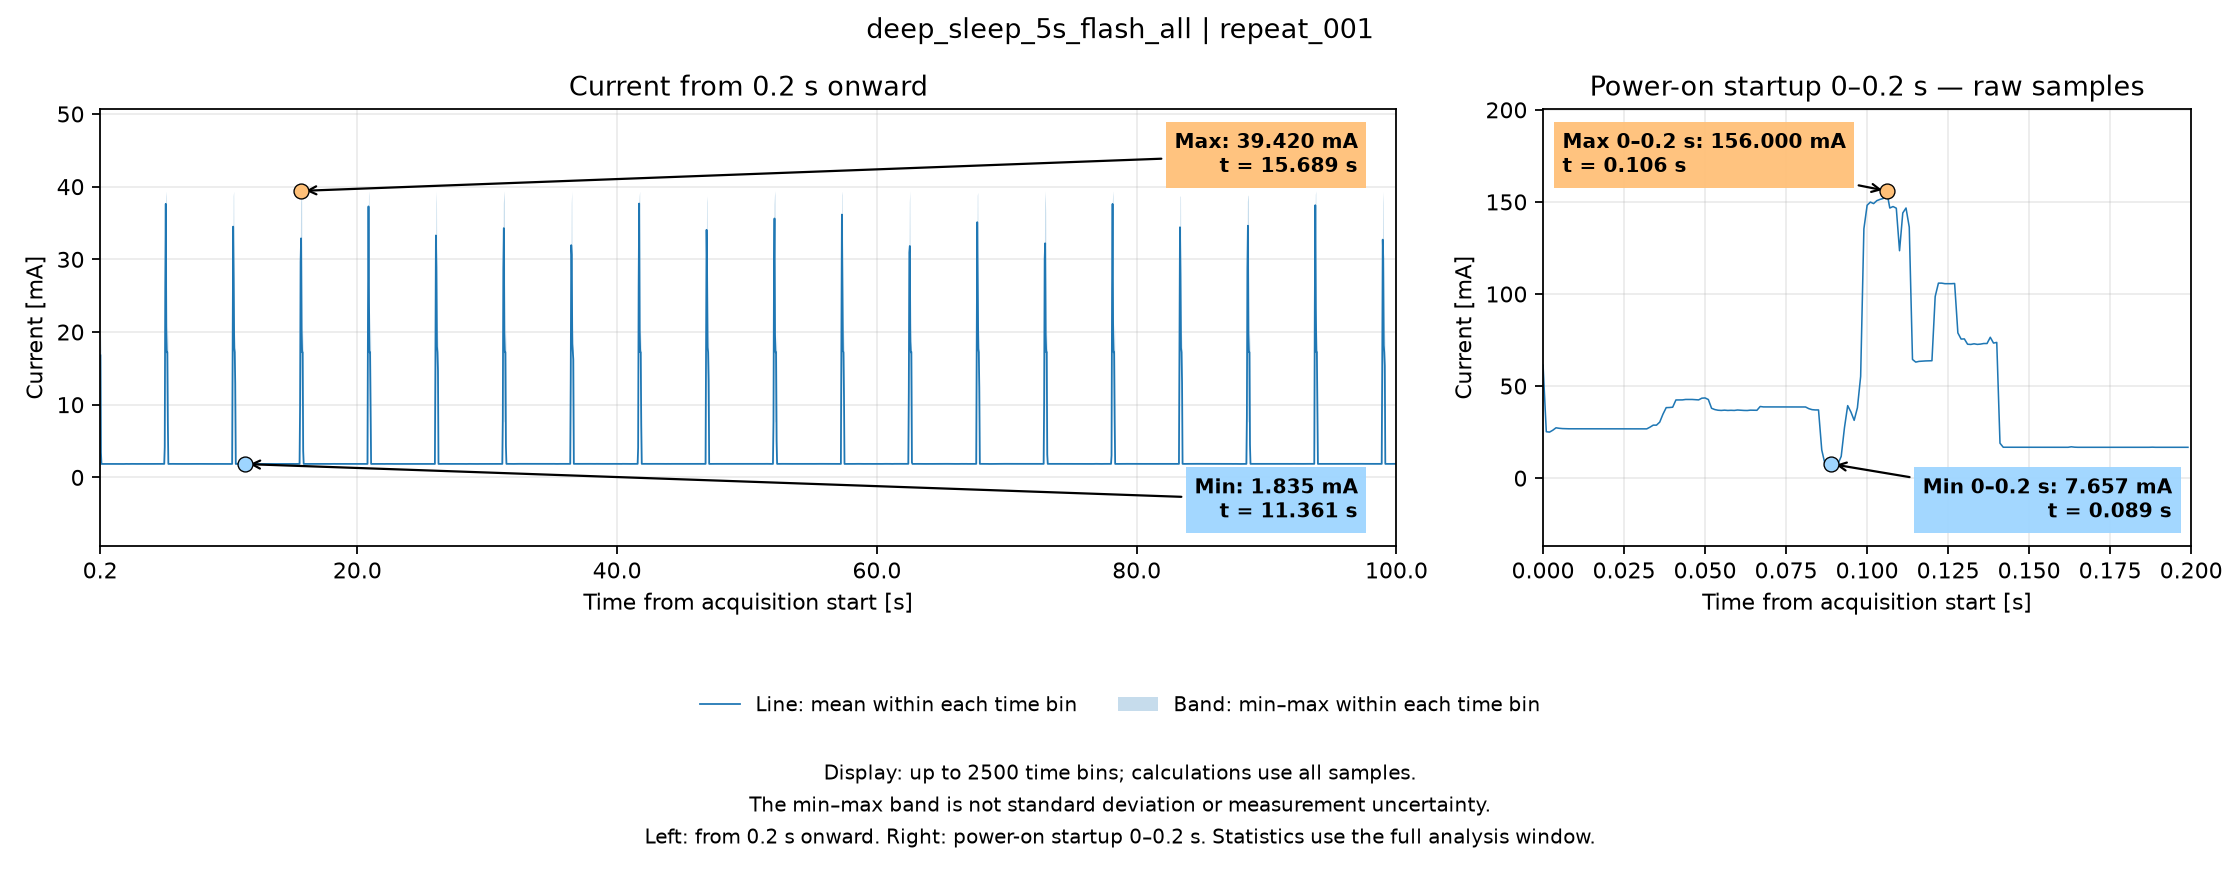 deep_sleep_5s_flash_all | repeat_001
Current from 0.2 s onward
50
40
30
20
10
0
Current [mA]
Max: 39.420 mA
t = 15.689 s
Min: 1.835 mA
t = 11.361 s
0.2 20.0 40.0 60.0 80.0 100.0
Time from acquisition start [s]
Power-on startup 0–0.2 s — raw samples
200
150
100
50
0
Current [mA]
Max 0–0.2 s: 156.000 mA
t = 0.106 s
Min 0–0.2 s: 7.657 mA
t = 0.089 s
0.000 0.025 0.050 0.075 0.100 0.125 0.150 0.175 0.200
Time from acquisition start [s]
Line: mean within each time bin
Band: min–max within each time bin
Display: up to 2500 time bins; calculations use all samples.
The min–max band is not standard deviation or measurement uncertainty.
Left: from 0.2 s onward. Right: power-on startup 0–0.2 s. Statistics use the full analysis window.